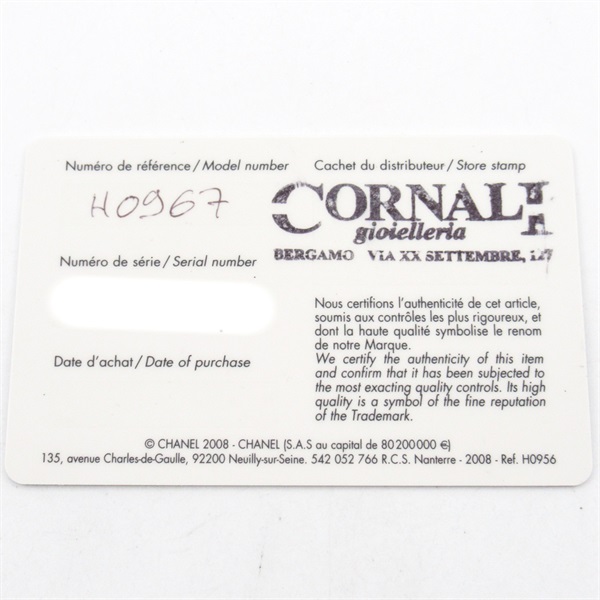 Numéro de référence / Model number
H0967
Cachet du distributeur / Store stamp
CORNALI
gioielleria
BERGAMO VIA XX SETTEMBRE,
Numéro de série / Serial number
Nous certifions l'authenticité de cet article,
soumis aux contrôles les plus rigoureux, et
dont la haute qualité symbolise le renom
de notre Marque.
We certify the authenticity of this item
and confirm that it has been subjected to
the most exacting quality controls. Its high
quality is a symbol of the fine reputation
of the Trademark.
Date d'achat / Date of purchase
© CHANEL 2008 - CHANEL (S.A.S au capital de 80 200 000 €)
135, avenue Charles-de-Gaulle, 92200 Neuilly-sur-Seine. 542 052 766 R.C.S. Nanterre - 2008 - Ref. H0956